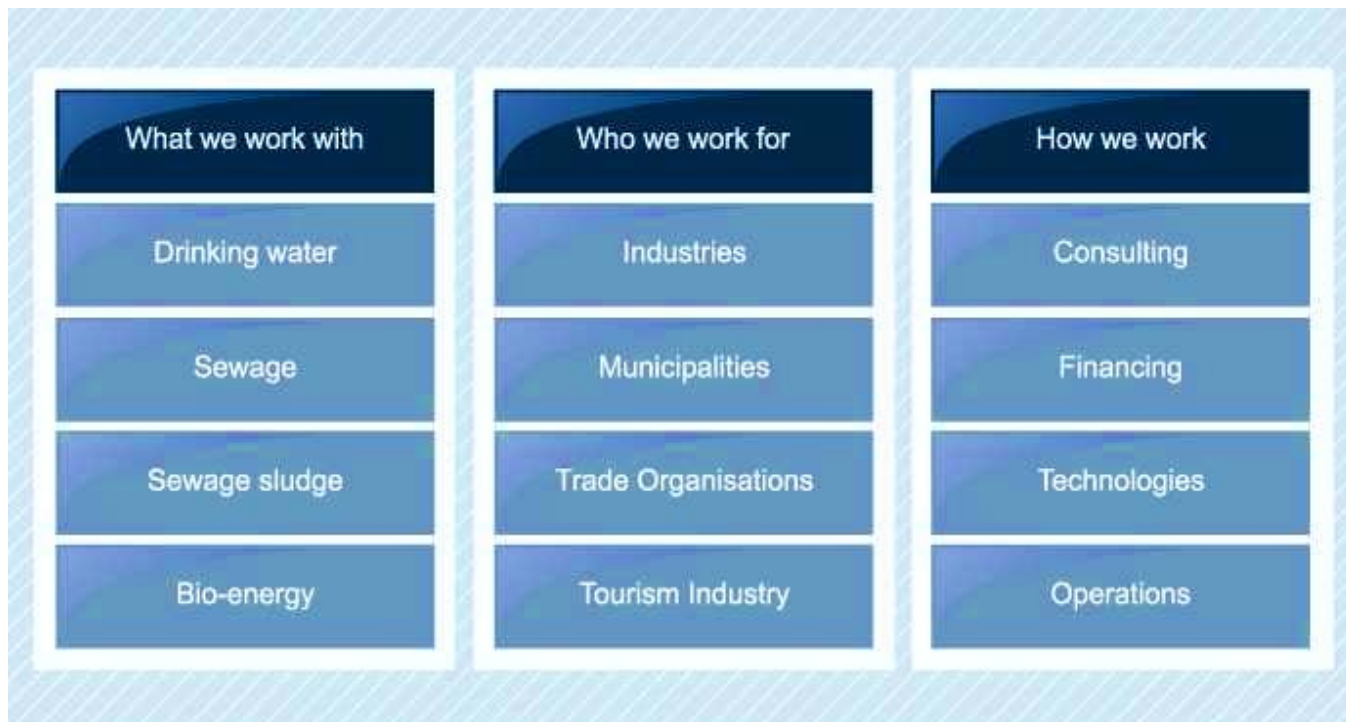 What we work with
Drinking water
Sewage
Sewage sludge
Bio-energy
Who we work for
Industries
Municipalities
Trade Organisations
Tourism Industry
How we work
Consulting
Financing
Technologies
Operations